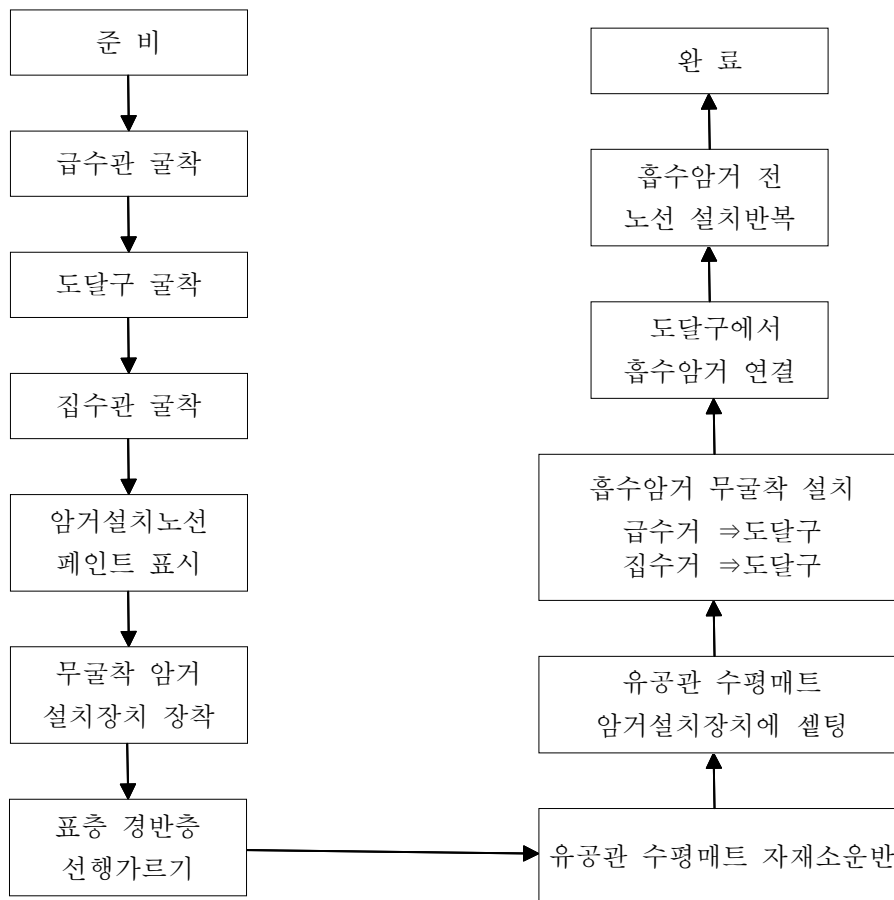 준 비
급수관 굴착
도달구 굴착
집수관 굴착
암거설치노선
페인트 표시
무굴착 암거
설치장치 장착
표층 경반층
선행가르기
유공관 수평매트 자재소운반
유공관 수평매트
암거설치장치에 셑팅
흡수암거 무굴착 설치
급수거 ⇒도달구
집수거 ⇒도달구
도달구에서
흡수암거 연결
흡수암거 전
노선 설치반복
완 료